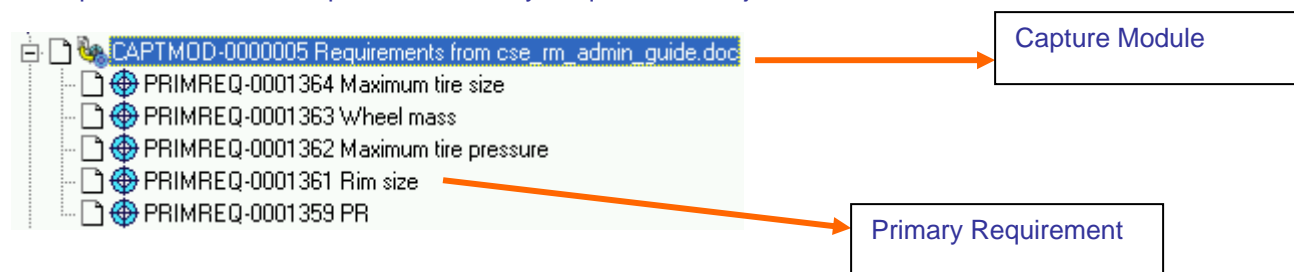 CAPTMOD-0000005 Requirements from cse_rm_admin_guide.doc
Capture Module
PRIMREQ-0001364 Maximum tire size
PRIMREQ-0001363 Wheel mass
PRIMREQ-0001362 Maximum tire pressure
PRIMREQ-0001361 Rim size
PRIMREQ-0001359 PR
Primary Requirement